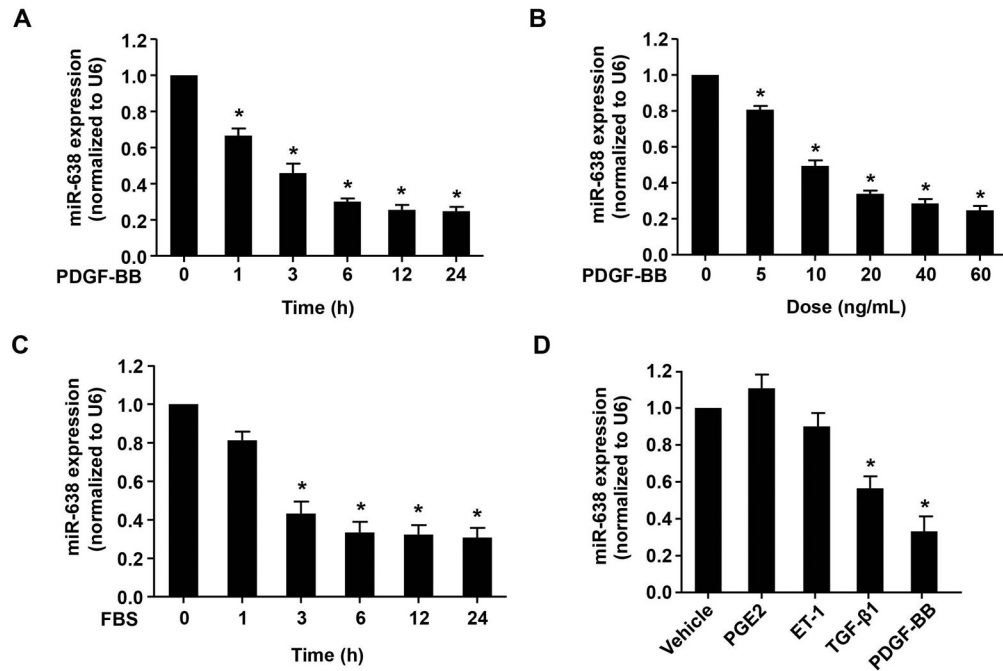 A
miR-638 expression
(normalized to U6)
1.2
1.0
0.8
0.6
0.4
0.2
0.0
*
*
*
*
*
PDGF-BB 0 1 3 6 12 24
Time (h)
B
miR-638 expression
(normalized to U6)
1.2
1.0
0.8
0.6
0.4
0.2
0.0
*
*
*
*
*
PDGF-BB 0 5 10 20 40 60
Dose (ng/mL)
C
miR-638 expression
(normalized to U6)
1.2
1.0
0.8
0.6
0.4
0.2
0.0
*
*
*
*
FBS 0 1 3 6 12 24
Time (h)
D
miR-638 expression
(normalized to U6)
1.2
1.0
0.8
0.6
0.4
0.2
0.0
*
*
Vehicle
PGE2
ET-1
TGF-β1
PDGF-BB